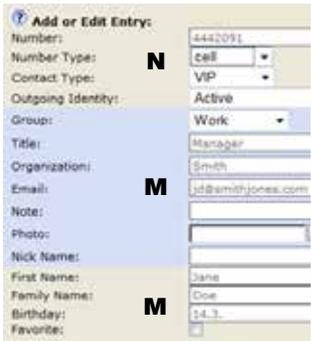 ? Add or Edit Entry:
Number: 4442091
Number Type: N cell
Contact Type: VIP
Outgoing Identity: Active
Group: Work
Title: Manager
Organization: Smith
Email: M jd@smithjones.com
Note:
Photo:
Nick Name:
First Name: Jane
Family Name: Doe
Birthday: M 14.3.
Favorite: